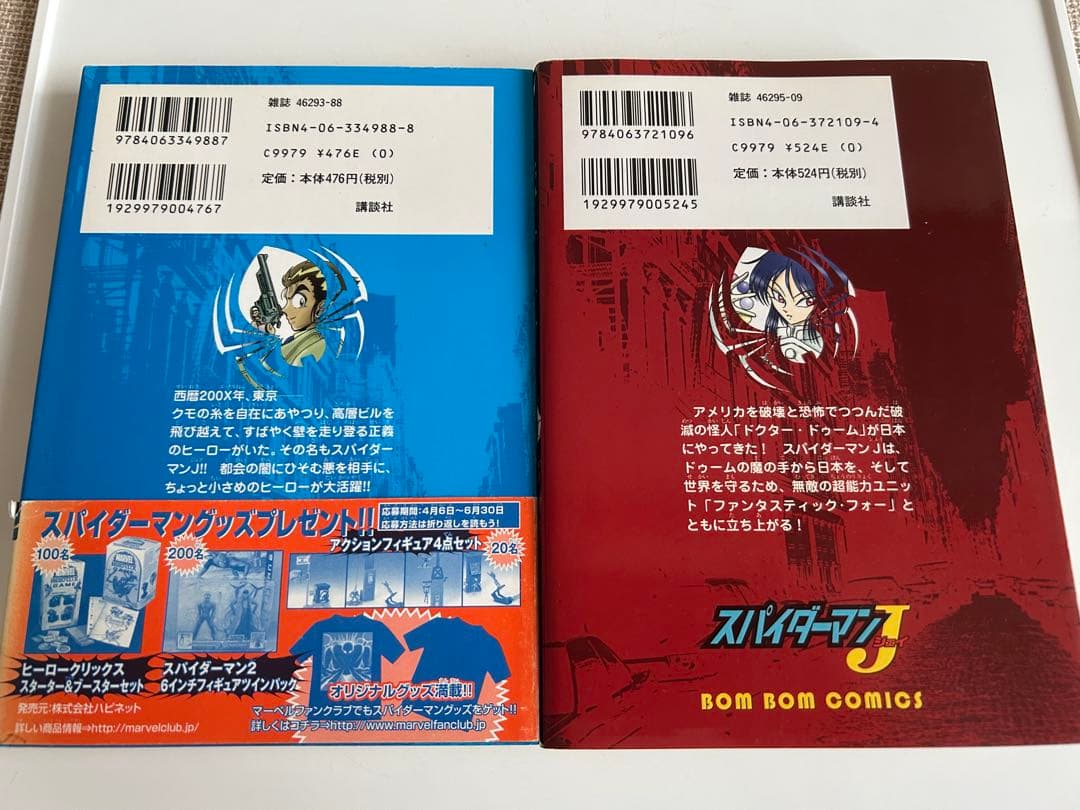 雑誌 46293-88
ISBN4-06-334988-8
9784063349887
C9979 ¥476E (0)
定価：本体476円(税別)
1929979004767
講談社
西暦200X年、東京――
クモの糸を自在にあやつり、高層ビルを
飛び越えて、すばやく壁を走り登る正義
のヒーローがいた。その名もスパイダー
マンJ!! 都会の闇にひそむ悪を相手に、
ちょっと小さめのヒーローが大活躍!!
スパイダーマングッズプレゼント!!
応募期間：4月6日〜6月30日
応募方法は折り返しを読もう!
100名
200名
アクションフィギュア4点セット
20名
ヒーロークリックス
スターター&ブースターセット
スパイダーマン2
6インチフィギュアツインパック
オリジナルグッズ満載!!
発売元：株式会社ハピネット
マーベルファンクラブでもスパイダーマングッズをゲット!!
詳しい商品情報⇒http://marvelclub.jp/
詳しくはコチラ⇒http://www.marvelfanclub.jp
雑誌 46295-09
ISBN4-06-372109-4
9784063721096
C9979 ¥524E (0)
定価：本体524円(税別)
1929979005245
講談社
アメリカを破壊と恐怖でつつんだ破
滅の怪人「ドクター・ドゥーム」が日本
にやってきた! スパイダーマンJは、
ドゥームの魔の手から日本を、そして
世界を守るため、無敵の超能力ユニッ
ト「ファンタスティック・フォー」と
ともに立ち上がる!
スパイダーマンJ
ジェイ
BOM BOM COMICS